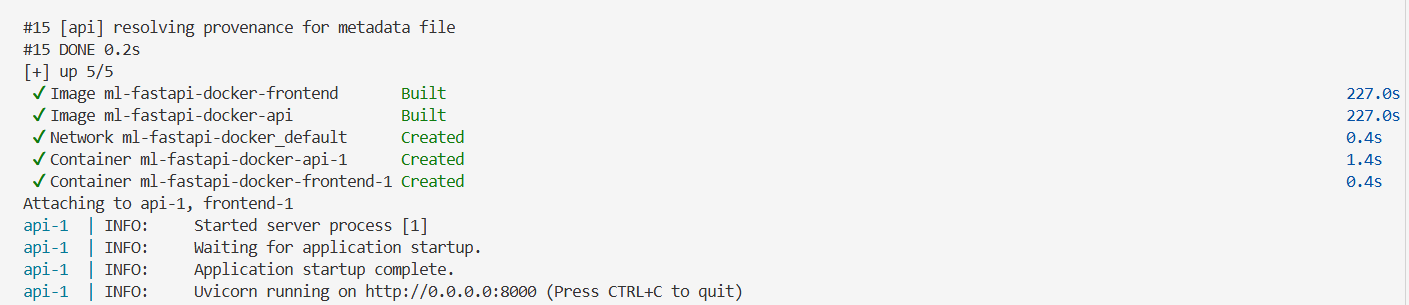 #15 [api] resolving provenance for metadata file
#15 DONE 0.2s
[+] up 5/5
✓ Image ml-fastapi-docker-frontend Built 227.0s
✓ Image ml-fastapi-docker-api Built 227.0s
✓ Network ml-fastapi-docker_default Created 0.4s
✓ Container ml-fastapi-docker-api-1 Created 1.4s
✓ Container ml-fastapi-docker-frontend-1 Created 0.4s
Attaching to api-1, frontend-1
api-1 | INFO: Started server process [1]
api-1 | INFO: Waiting for application startup.
api-1 | INFO: Application startup complete.
api-1 | INFO: Uvicorn running on http://0.0.0.0:8000 (Press CTRL+C to quit)